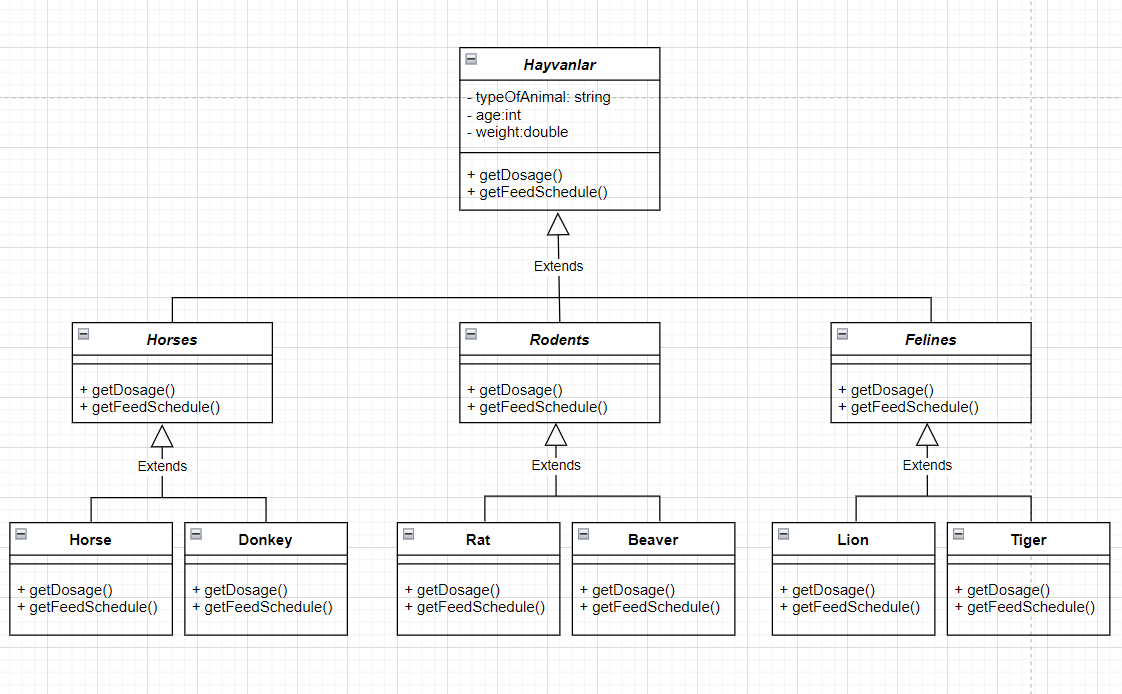 Hayvanlar
- typeOfAnimal: string
- age:int
- weight:double
+ getDosage()
+ getFeedSchedule()
Extends
Horses
+ getDosage()
+ getFeedSchedule()
Rodents
+ getDosage()
+ getFeedSchedule()
Felines
+ getDosage()
+ getFeedSchedule()
Extends
Extends
Extends
Horse
+ getDosage()
+ getFeedSchedule()
Donkey
+ getDosage()
+ getFeedSchedule()
Rat
+ getDosage()
+ getFeedSchedule()
Beaver
+ getDosage()
+ getFeedSchedule()
Lion
+ getDosage()
+ getFeedSchedule()
Tiger
+ getDosage()
+ getFeedSchedule()